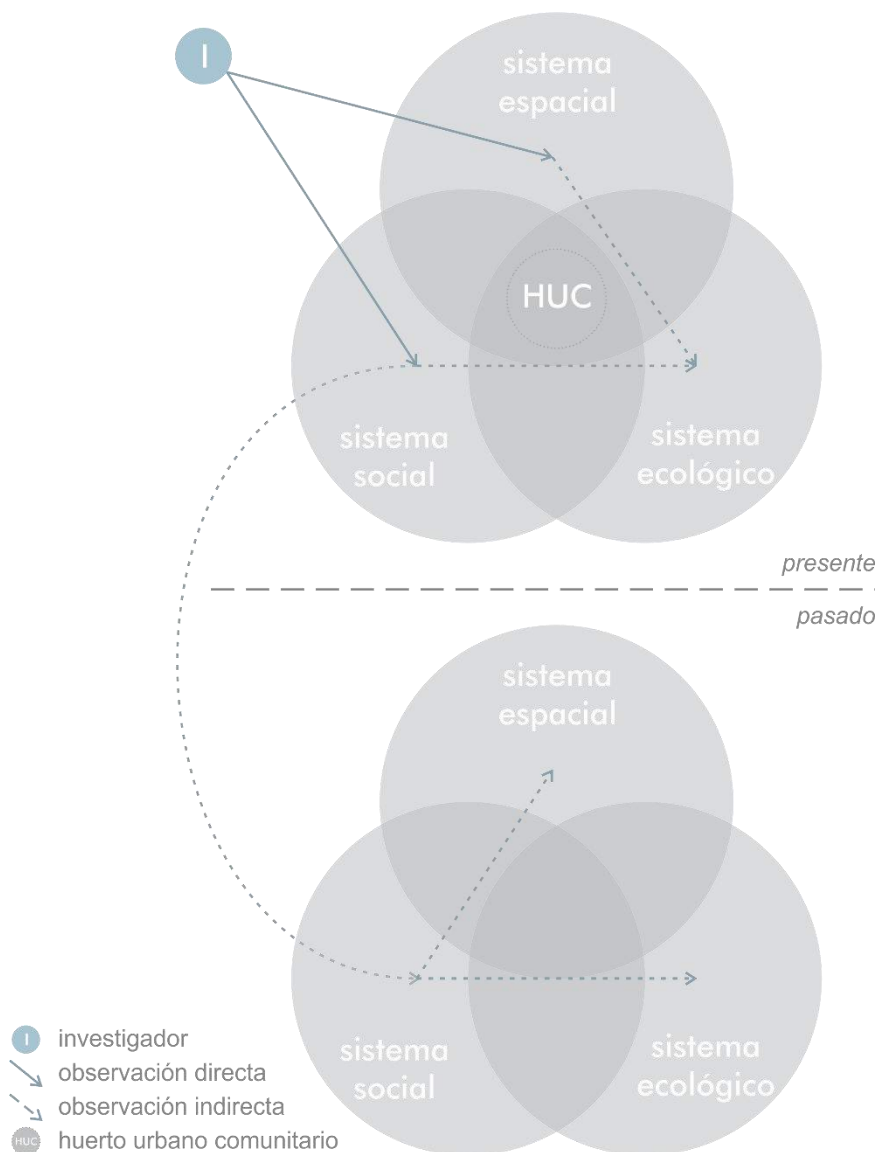 I
sistema
espacial
HUC
sistema
social
sistema
ecológico
presente
pasado
sistema
espacial
sistema
social
sistema
ecológico
I investigador
observación directa
observación indirecta
HUC huerto urbano comunitario